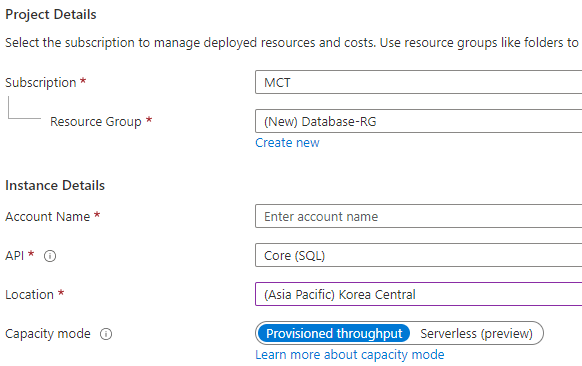 Project Details
Select the subscription to manage deployed resources and costs. Use resource groups like folders to
Subscription *
MCT
Resource Group *
(New) Database-RG
Create new
Instance Details
Account Name *
Enter account name
API *
Core (SQL)
Location *
(Asia Pacific) Korea Central
Capacity mode
Provisioned throughput
Serverless (preview)
Learn more about capacity mode